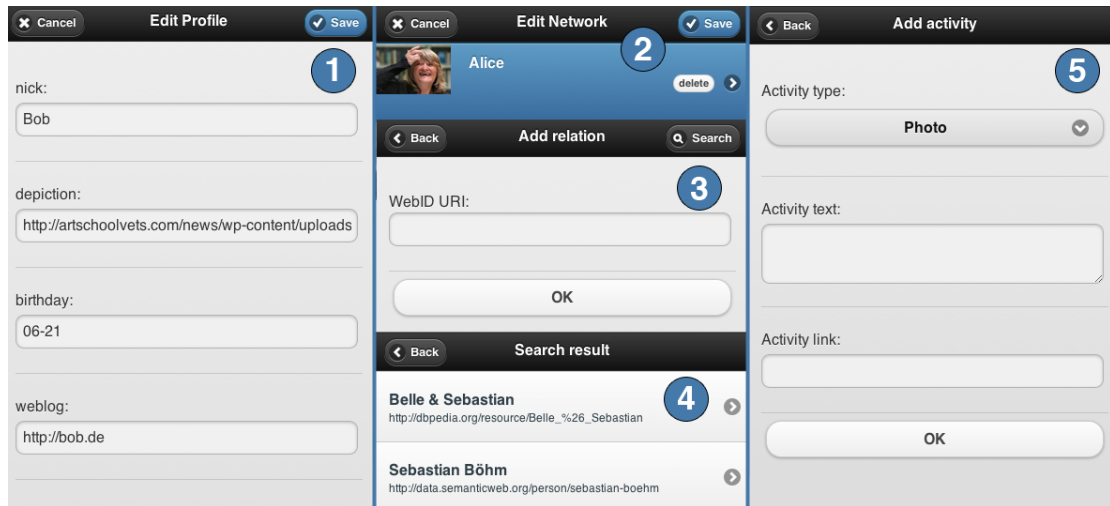 Cancel Edit Profile Save
1
nick:
Bob
depiction:
http://artschoolvets.com/news/wp-content/uploads
birthday:
06-21
weblog:
http://bob.de
Cancel Edit Network Save
2
Alice
delete
Back Add relation Search
3
WebID URI:
OK
Back Search result
4
Belle & Sebastian
http://dbpedia.org/resource/Belle_%26_Sebastian
Sebastian Böhm
http://data.semanticweb.org/person/sebastian-boehm
Back Add activity
5
Activity type:
Photo
Activity text:
Activity link:
OK